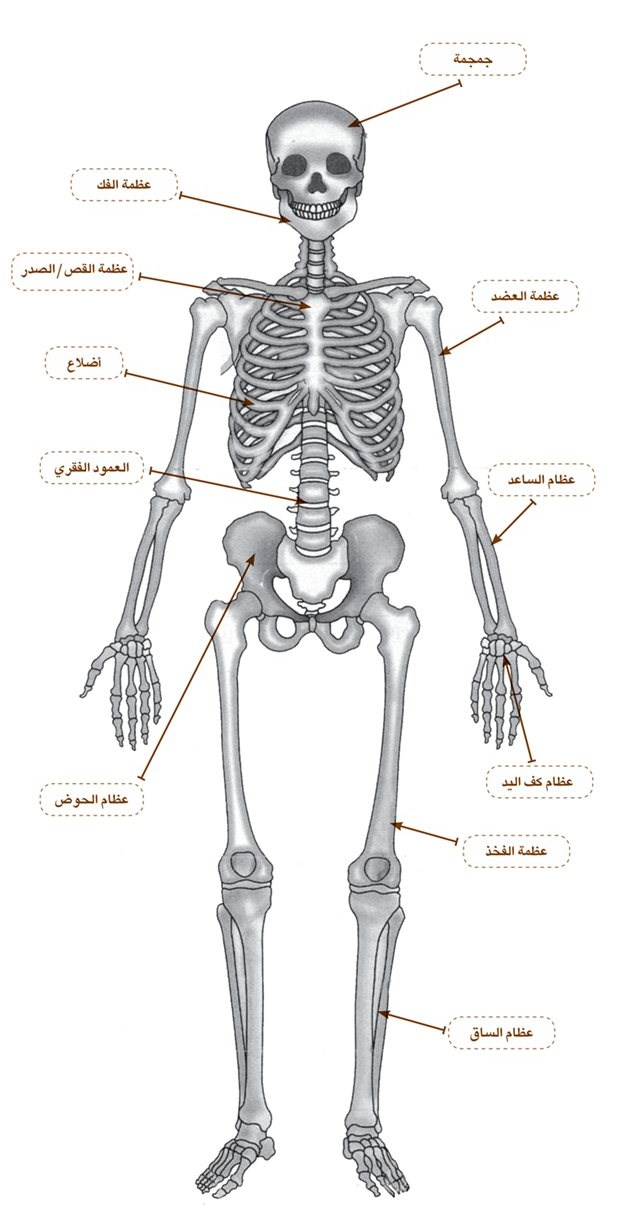 جمجمة
عظمة الفك
عظمة القص/الصدر
عظمة العضد
أضلاع
العمود الفقري
عظام الساعد
عظام كف اليد
عظام الحوض
عظمة الفخذ
عظام الساق